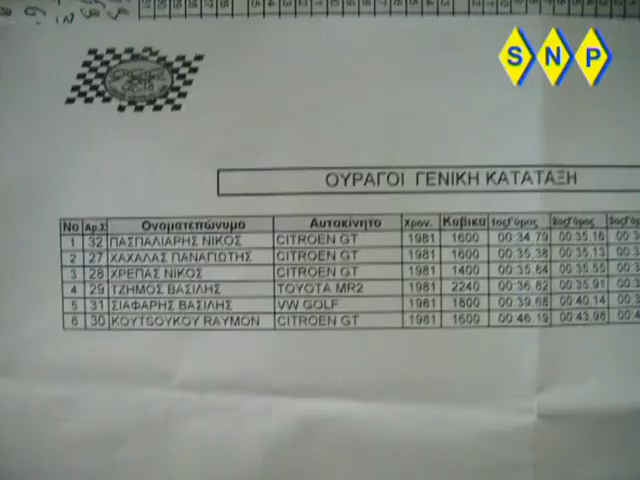 S N P
ΟΥΡΑΓΟΙ ΓΕΝΙΚΗ ΚΑΤΑΤΑΞΗ
Νο Αρ.Σ Ονοματεπώνυμο Αυτοκίνητο Χρον. Κυβικα 1οςΓύρος 2οςΓύρος
1 32 ΠΑΣΠΑΛΙΑΡΗΣ ΝΙΚΟΣ CITROEN GT 1981 1600 00:34.79 00:35.16
2 27 ΧΑΧΑΛΑΣ ΠΑΝΑΓΙΩΤΗΣ CITROEN GT 1981 1600 00:35.38 00:35.13
3 28 ΧΡΕΠΑΣ ΝΙΚΟΣ CITROEN GT 1981 1400 00:35.84 00:35.55
4 29 ΤΖΗΜΟΣ ΒΑΣΙΛΗΣ TOYOTA MR2 1981 2240 00:36.82 00:35.91
5 31 ΣΙΑΦΑΡΗΣ ΒΑΣΙΛΗΣ VW GOLF 1981 1800 00:39.68 00:40.14
6 30 ΚΟΥΤSΟΥΚΟΥ RAYMON CITROEN GT 1981 1600 00:46.19 00:43.98